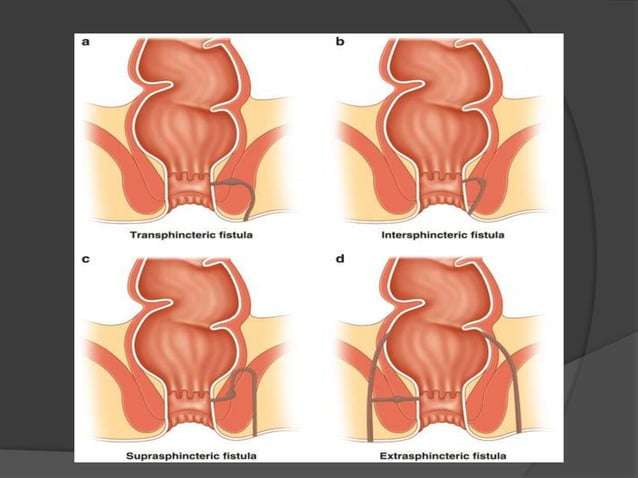 a
b
Transphincteric fistula
Intersphincteric fistula
c
d
Suprasphincteric fistula
Extrasphincteric fistula